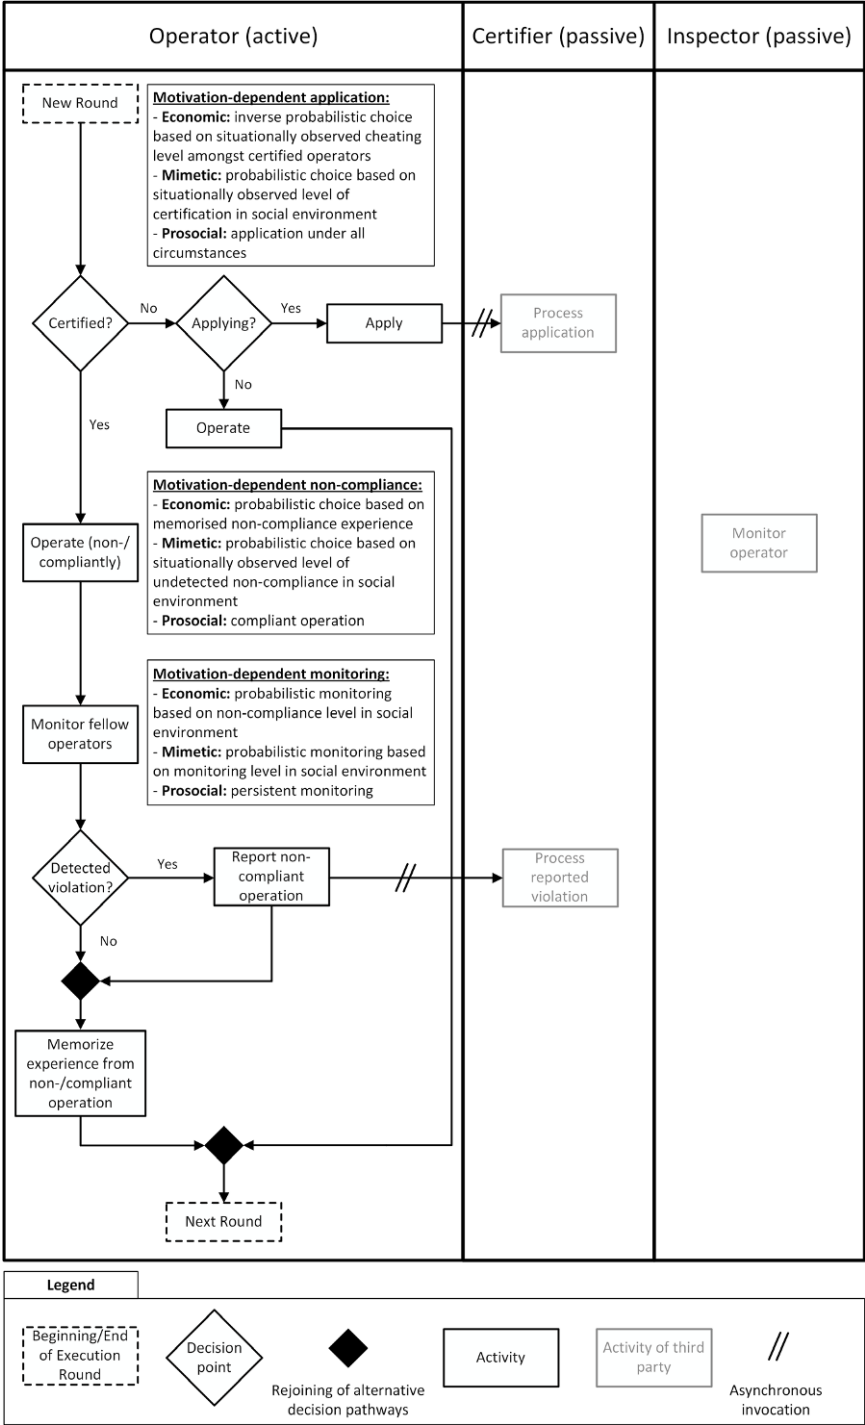 Operator (active)
Certifier (passive)
Inspector (passive)
New Round
Motivation-dependent application:
- Economic: inverse probabilistic choice
based on situationally observed cheating
level amongst certified operators
- Mimetic: probabilistic choice based on
situationally observed level of
certification in social environment
- Prosocial: application under all
circumstances
Certified?
No
Applying?
Yes
Apply
Process
application
No
Yes
Operate
Motivation-dependent non-compliance:
- Economic: probabilistic choice based on
memorised non-compliance experience
- Mimetic: probabilistic choice based on
situationally observed level of
undetected non-compliance in social
environment
- Prosocial: compliant operation
Operate (non-/
compliantly)
Monitor
operator
Motivation-dependent monitoring:
- Economic: probabilistic monitoring
based on non-compliance level in social
environment
- Mimetic: probabilistic monitoring based
on monitoring level in social environment
- Prosocial: persistent monitoring
Monitor fellow
operators
Detected
violation?
Yes
Report non-
compliant
operation
Process
reported
violation
No
Memorize
experience from
non-/compliant
operation
Next Round
Legend
Beginning/End
of Execution
Round
Decision
point
Rejoining of alternative
decision pathways
Activity
Activity of third
party
Asynchronous
invocation